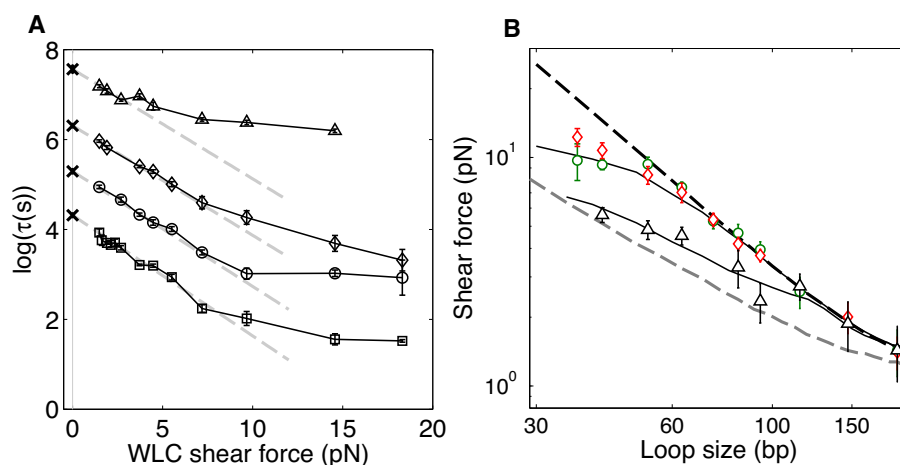 A
8
6
4
2
0
log(τ(s))
0
5
10
15
20
WLC shear force (pN)
B
10¹
10⁰
Shear force (pN)
30
60
100
150
Loop size (bp)